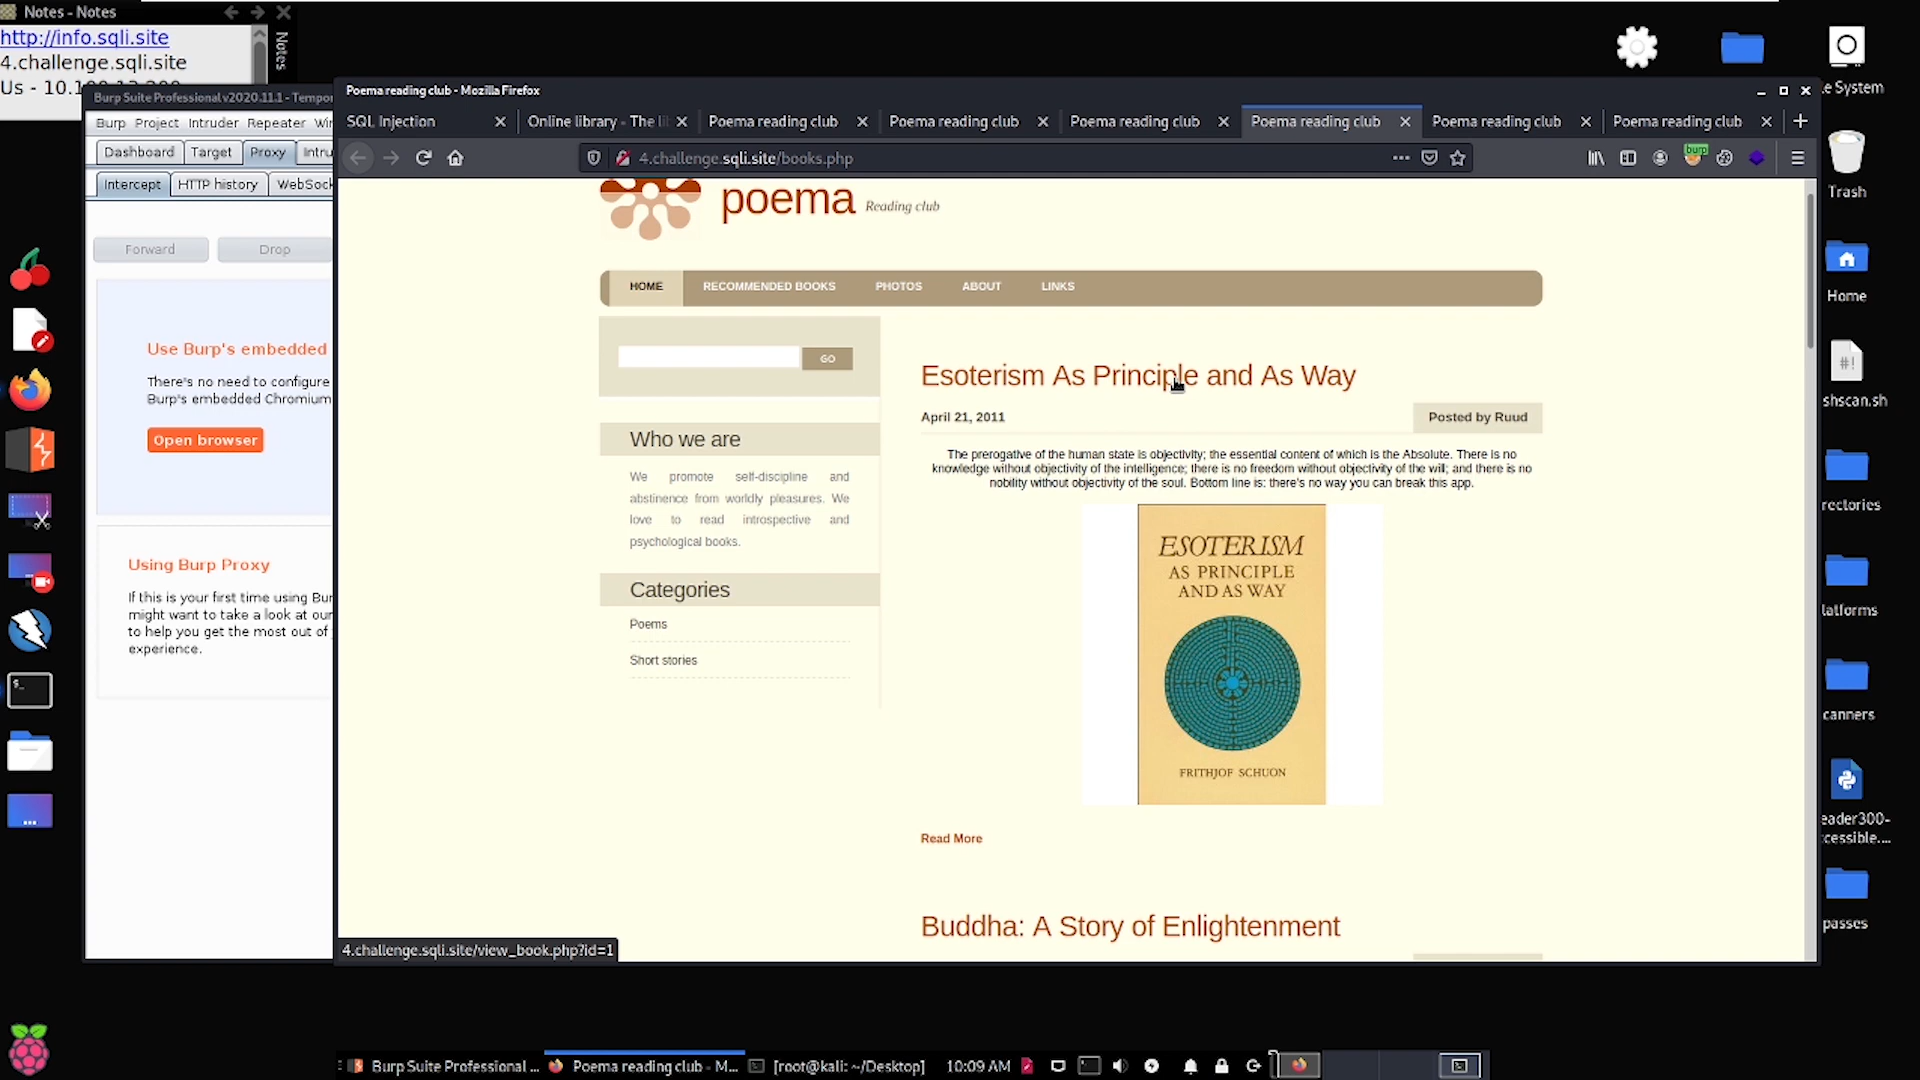 Notes - Notes
http://info.sqli.site
4.challenge.sqli.site
Notes
Burp Suite Professional v2020.11.1 - Tempor
Burp Project Intruder Repeater
Dashboard Target Proxy Intru
Intercept HTTP history WebSock
Forward Drop
Use Burp's embedded
There's no need to configure
Burp's embedded Chromium
Open browser
Using Burp Proxy
If this is your first time using Bur
might want to take a look at our
to help you get the most out of
experience.
Poema reading club - Mozilla Firefox
SQL Injection
Online library - The li
Poema reading club
Poema reading club
Poema reading club
Poema reading club
Poema reading club
Poema reading club
4.challenge.sqli.site/books.php
burp
poema Reading club
HOME RECOMMENDED BOOKS PHOTOS ABOUT LINKS
GO
Who we are
We promote self-discipline and
abstinence from worldly pleasures. We
love to read introspective and
psychological books.
Categories
Poems
Short stories
Esoterism As Principle and As Way
April 21, 2011
Posted by Ruud
The prerogative of the human state is objectivity; the essential content of which is the Absolute. There is no
knowledge without objectivity of the intelligence; there is no freedom without objectivity of the will; and there is no
nobility without objectivity of the soul. Bottom line is: there's no way you can break this app.
ESOTERISM
AS PRINCIPLE
AND AS WAY
FRITHJOF SCHUON
Read More
Buddha: A Story of Enlightenment
4.challenge.sqli.site/view_book.php?id=1
e System
Trash
Home
#!
shscan.sh
rectories
latforms
canners
eader300-
ccessible....
passes
$_
Burp Suite Professional ...
Poema reading club - M...
[root@kali: ~/Desktop]
10:09 AM